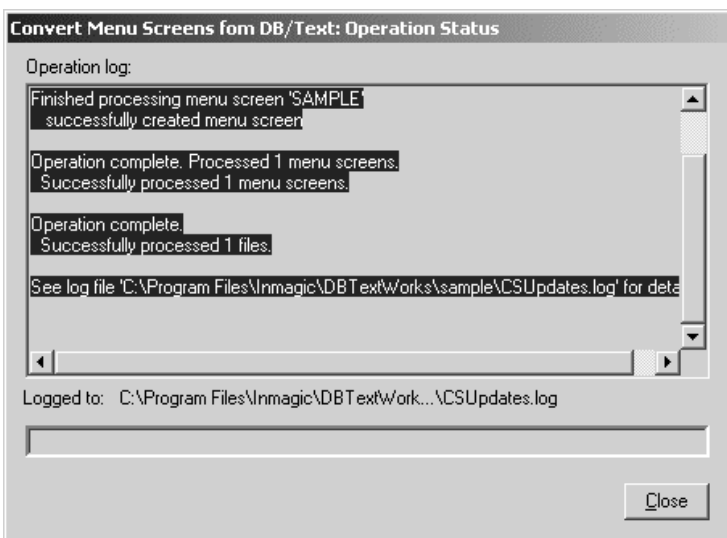 Convert Menu Screens fom DB/Text: Operation Status
Operation log:
Finished processing menu screen 'SAMPLE'
successfully created menu screen
Operation complete. Processed 1 menu screens.
Successfully processed 1 menu screens.
Operation complete.
Successfully processed 1 files.
See log file 'C:\Program Files\Inmagic\DBTextWorks\sample\CSUpdates.log' for deta
Logged to: C:\Program Files\Inmagic\DBTextWork...\CSUpdates.log
Close